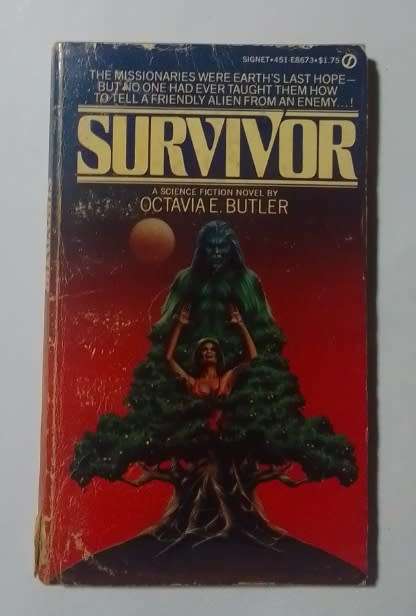 SIGNET•451-E8673•$1.75
THE MISSIONARIES WERE EARTH'S LAST HOPE—
BUT NO ONE HAD EVER TAUGHT THEM HOW
TO TELL A FRIENDLY ALIEN FROM AN ENEMY...!
SURVIVOR
A SCIENCE FICTION NOVEL BY
OCTAVIA E. BUTLER